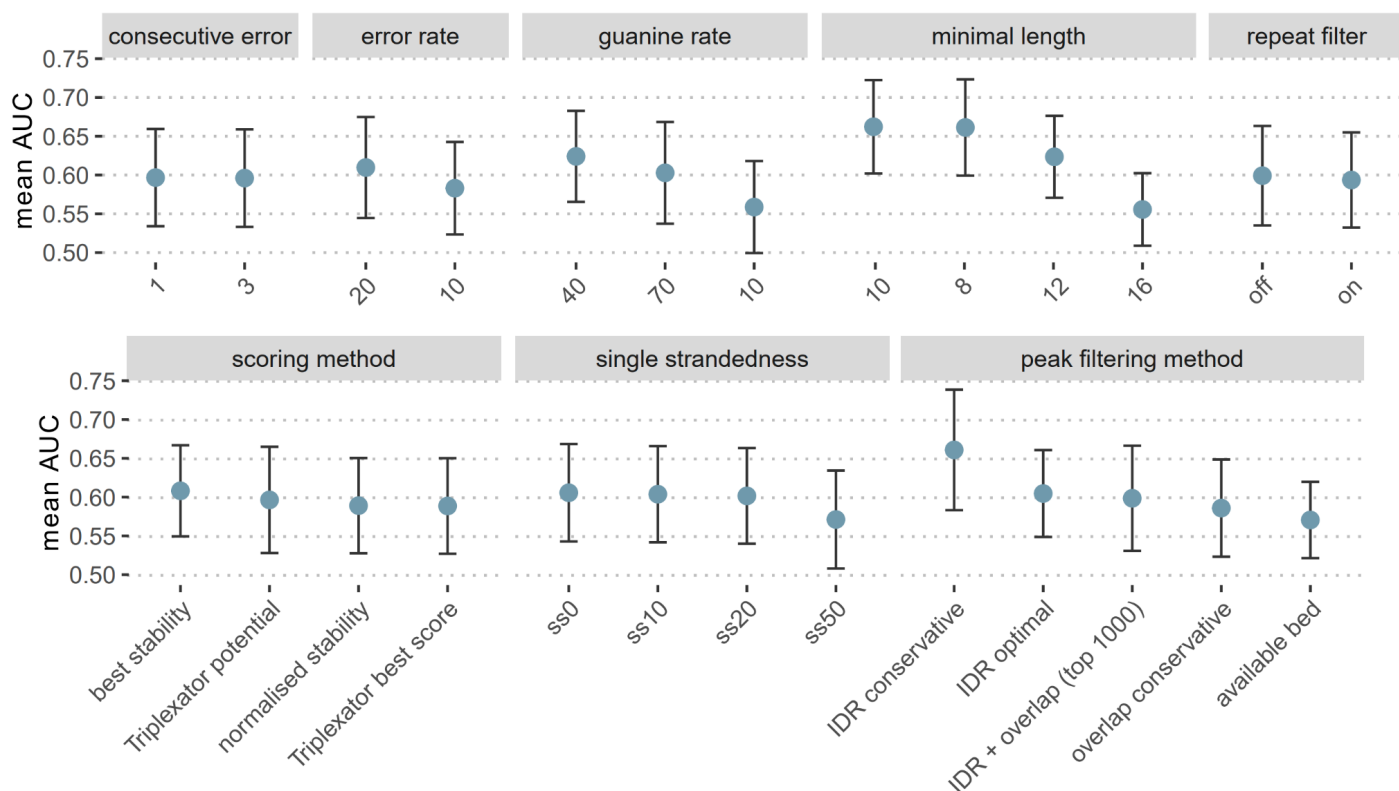 consecutive error error rate guanine rate minimal length repeat filter
mean AUC
0.75
0.70
0.65
0.60
0.55
0.50
1 3 20 10 40 70 10 10 8 12 16 off on
scoring method single strandedness peak filtering method
mean AUC
0.75
0.70
0.65
0.60
0.55
0.50
best stability
Triplexator potential
normalised stability
Triplexator best score
ss0
ss10
ss20
ss50
IDR conservative
IDR optimal
IDR + overlap (top 1000)
overlap conservative
available bed